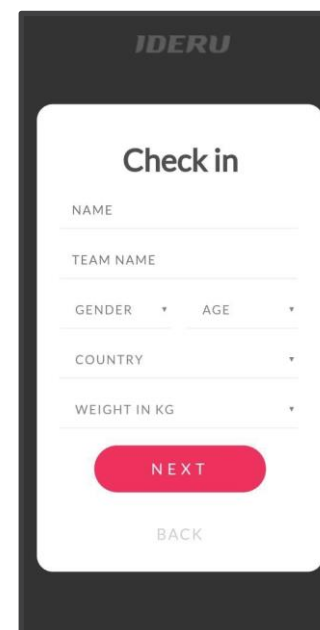 IDERU
Check in
NAME
TEAM NAME
GENDER AGE
COUNTRY
WEIGHT IN KG
NEXT
BACK